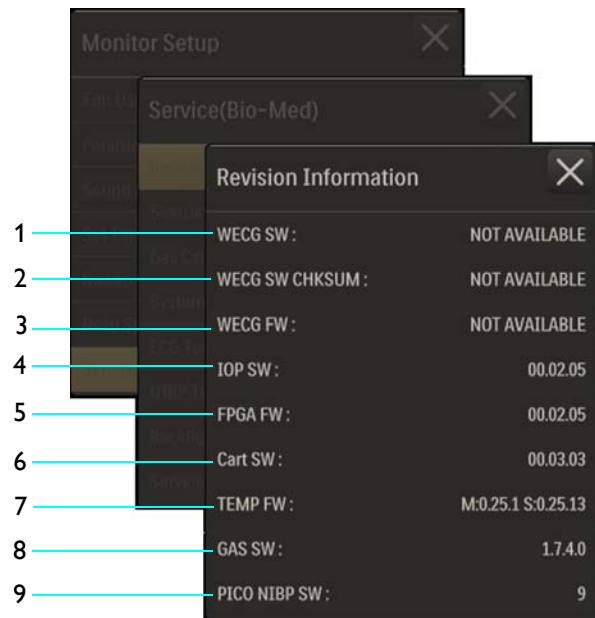 Monitor Setup
Service(Bio-Med)
Sound
System
Revision Information
1 WECG SW : NOT AVAILABLE
2 WECG SW CHKSUM : NOT AVAILABLE
3 WECG FW : NOT AVAILABLE
4 IOP SW : 00.02.05
5 FPGA FW : 00.02.05
6 Cart SW : 00.03.03
7 TEMP FW : M:0.25.1 S:0.25.13
8 GAS SW : 1.7.4.0
9 PICO NIBP SW : 9